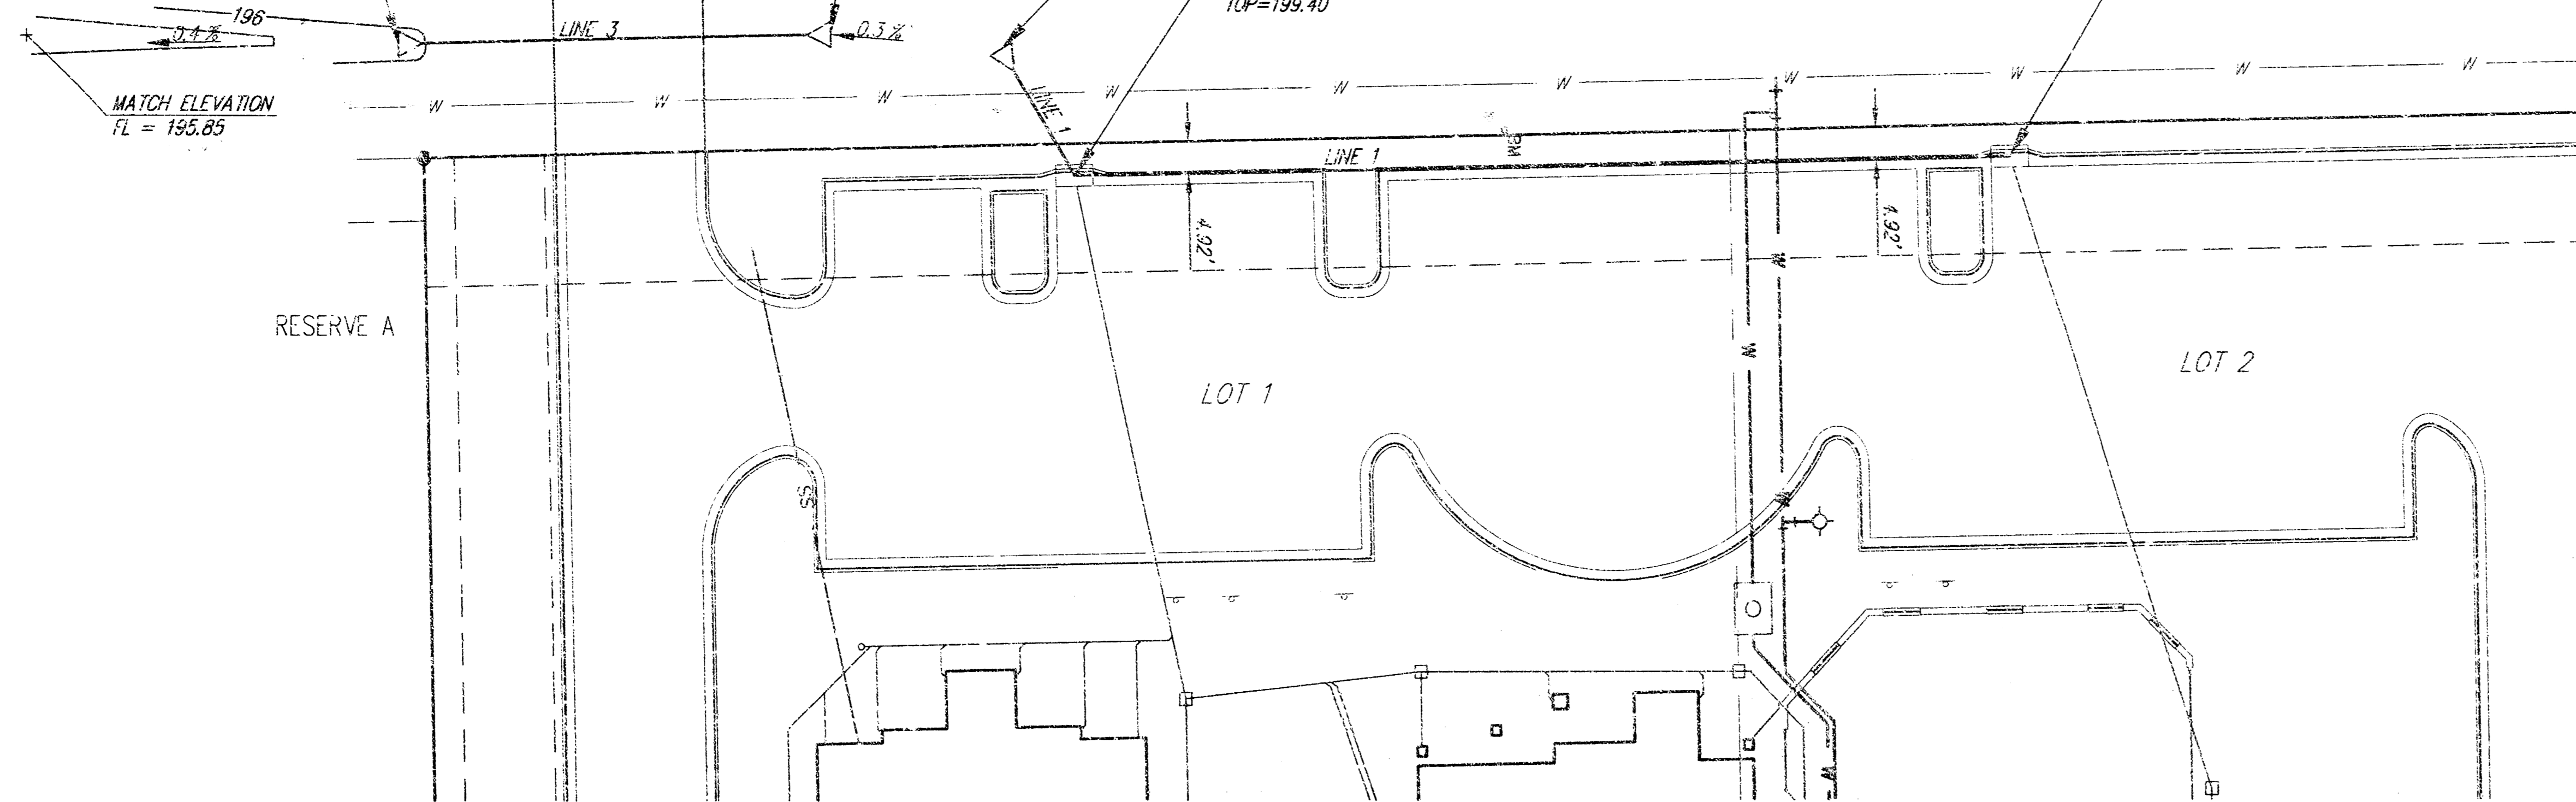 TOP=199.40
196
LINE 3
0.4%
0.3%
MATCH ELEVATION
FL = 195.85
W W W W W W W W W W
LINE 1
LINE 1
4.92'
4.92'
W
RESERVE A
W
LOT 2
LOT 1
SS
W
W